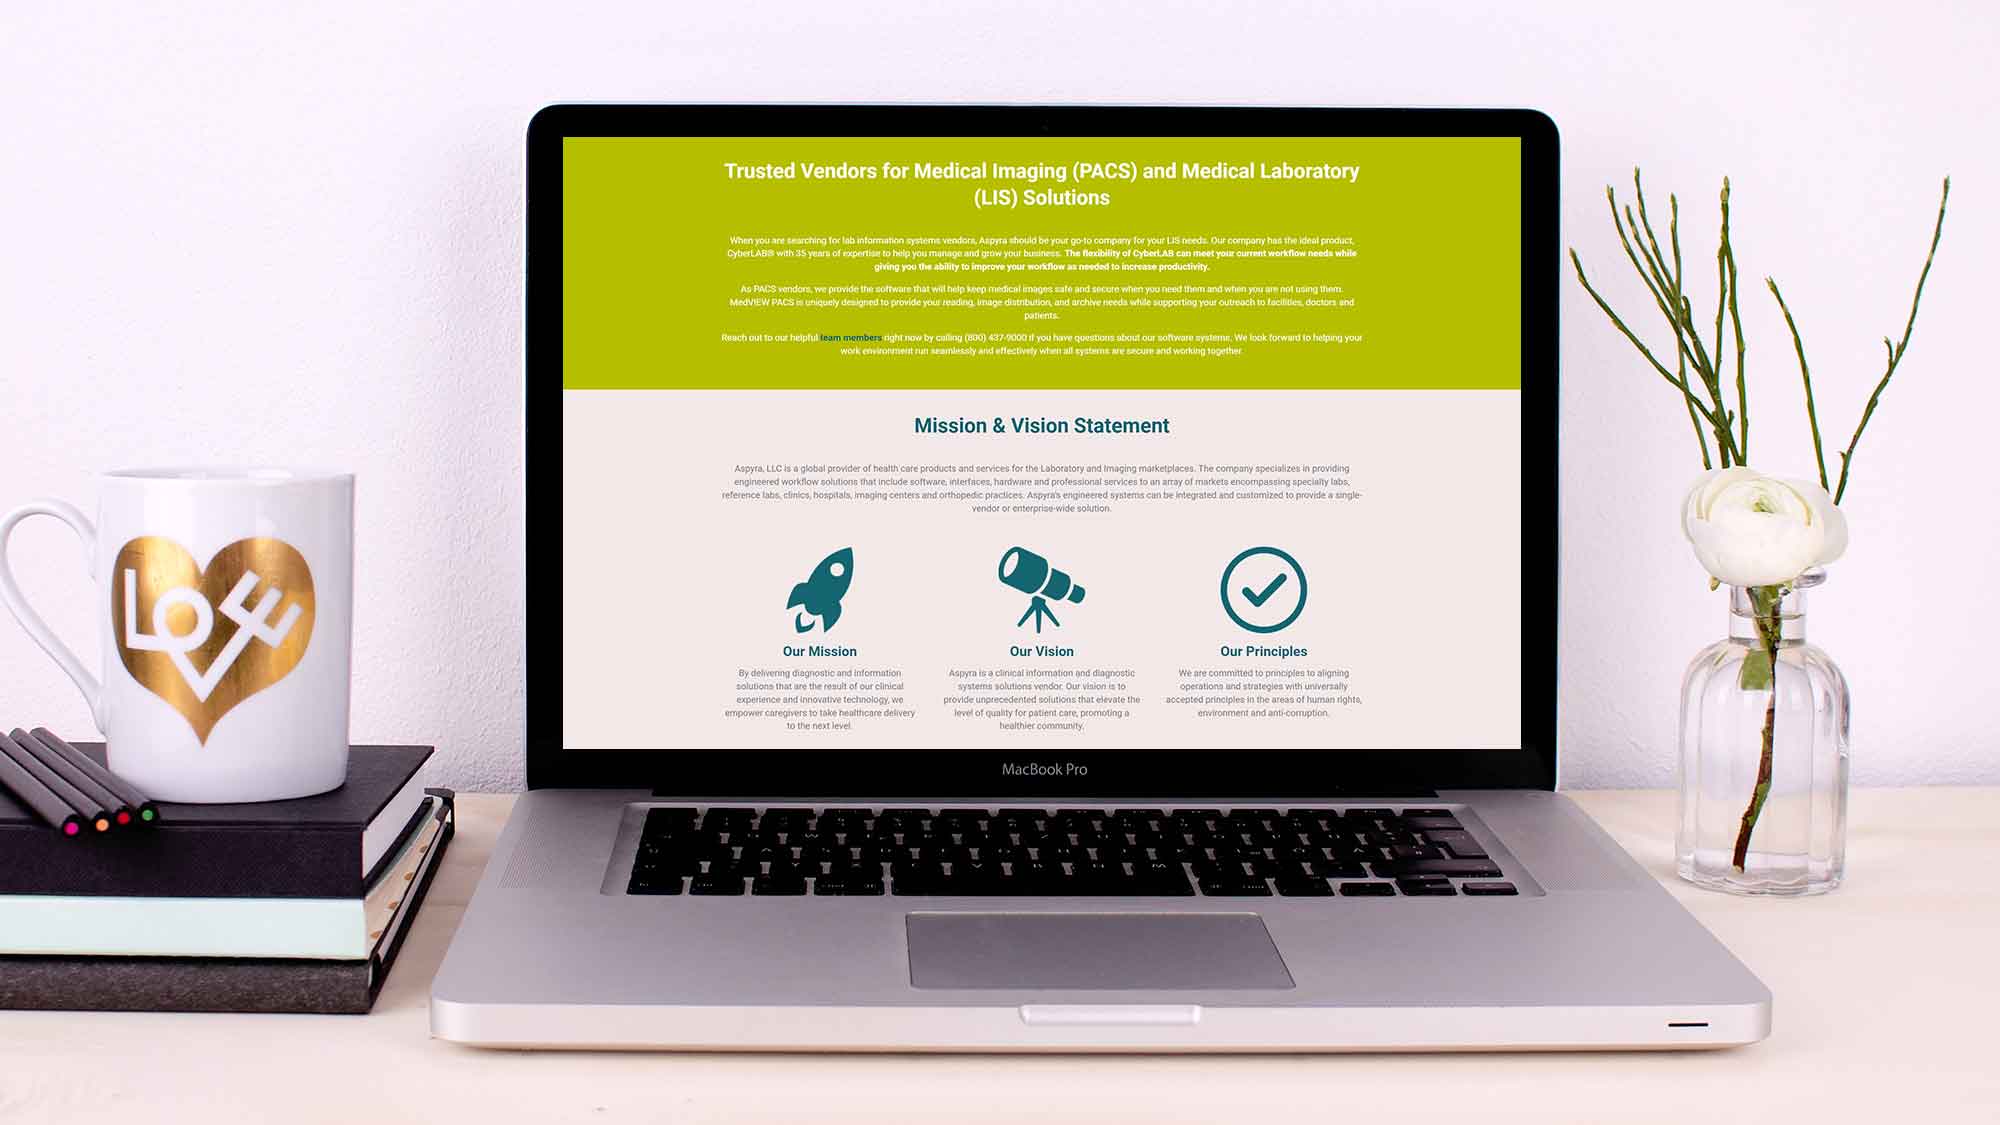 Trusted Vendors for Medical Imaging (PACS) and Medical Laboratory
(LIS) Solutions
When you are searching for lab information systems vendors, Aspyra should be your go-to company for your LIS needs. Our company has the ideal product,
CyberLAB® with 35 years of expertise to help you manage and grow your business. The flexibility of CyberLAB can meet your current workflow needs while
giving you the ability to improve your workflow as needed to increase productivity.
As PACS vendors, we provide the software that will help keep medical images safe and secure when you need them and when you are not using them.
MedVIEW PACS is uniquely designed to provide your reading, image distribution, and archive needs while supporting your outreach to facilities, doctors and
patients.
Reach out to our helpful team members right now by calling (800) 437-9000 if you have questions about our software systems. We look forward to helping your
work environment run seamlessly and effectively when all systems are secure and working together.
Mission & Vision Statement
Aspyra, LLC is a global provider of health care products and services for the Laboratory and Imaging marketplaces. The company specializes in providing
engineered workflow solutions that include software, interfaces, hardware and professional services to an array of markets encompassing specialty labs,
reference labs, clinics, hospitals, imaging centers and orthopedic practices. Aspyra's engineered systems can be integrated and customized to provide a single-
vendor or enterprise-wide solution.
Our Mission
By delivering diagnostic and information
solutions that are the result of our clinical
experience and innovative technology, we
empower caregivers to take healthcare delivery
to the next level.
Our Vision
Aspyra is a clinical information and diagnostic
systems solutions vendor. Our vision is to
provide unprecedented solutions that elevate the
level of quality for patient care, promoting a
healthier community.
Our Principles
We are committed to principles to aligning
operations and strategies with universally
accepted principles in the areas of human rights,
environment and anti-corruption.
MacBook Pro
LOVE